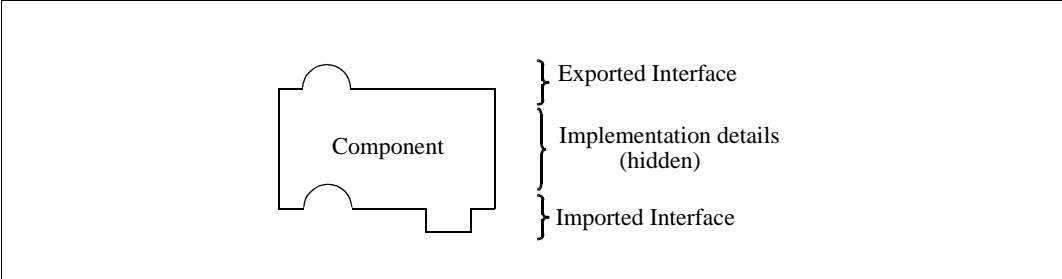 Exported Interface
Component
Implementation details
(hidden)
Imported Interface